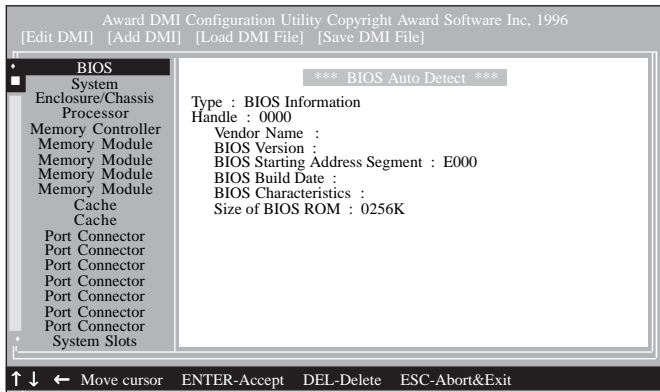 Award DMI Configuration Utility Copyright Award Software Inc, 1996
[Edit DMI] [Add DMI] [Load DMI File] [Save DMI File]
BIOS
System
Enclosure/Chassis
Processor
Memory Controller
Memory Module
Memory Module
Memory Module
Memory Module
Cache
Cache
Port Connector
Port Connector
Port Connector
Port Connector
Port Connector
Port Connector
Port Connector
System Slots
*** BIOS Auto Detect ***
Type : BIOS Information
Handle : 0000
Vendor Name :
BIOS Version :
BIOS Starting Address Segment : E000
BIOS Build Date :
BIOS Characteristics :
Size of BIOS ROM : 0256K
↑ ↓ ← Move cursor ENTER-Accept DEL-Delete ESC-Abort&Exit